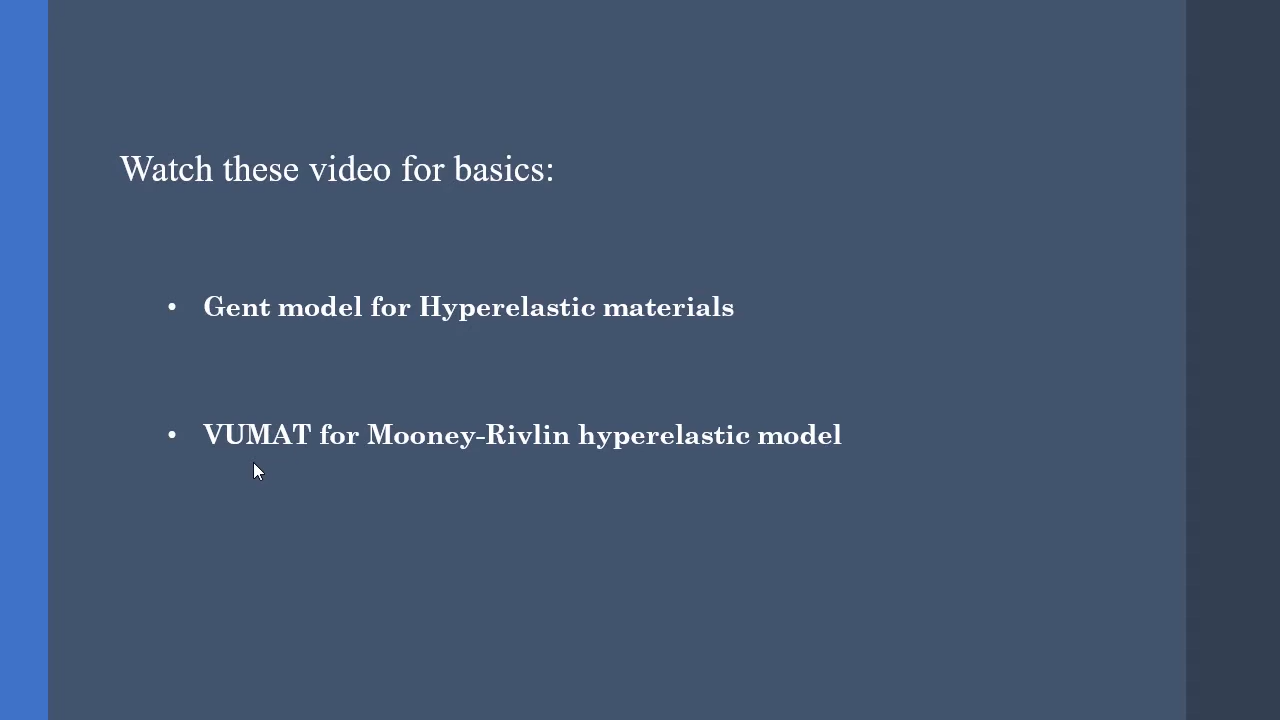 Watch these video for basics:
• Gent model for Hyperelastic materials
• VUMAT for Mooney-Rivlin hyperelastic model